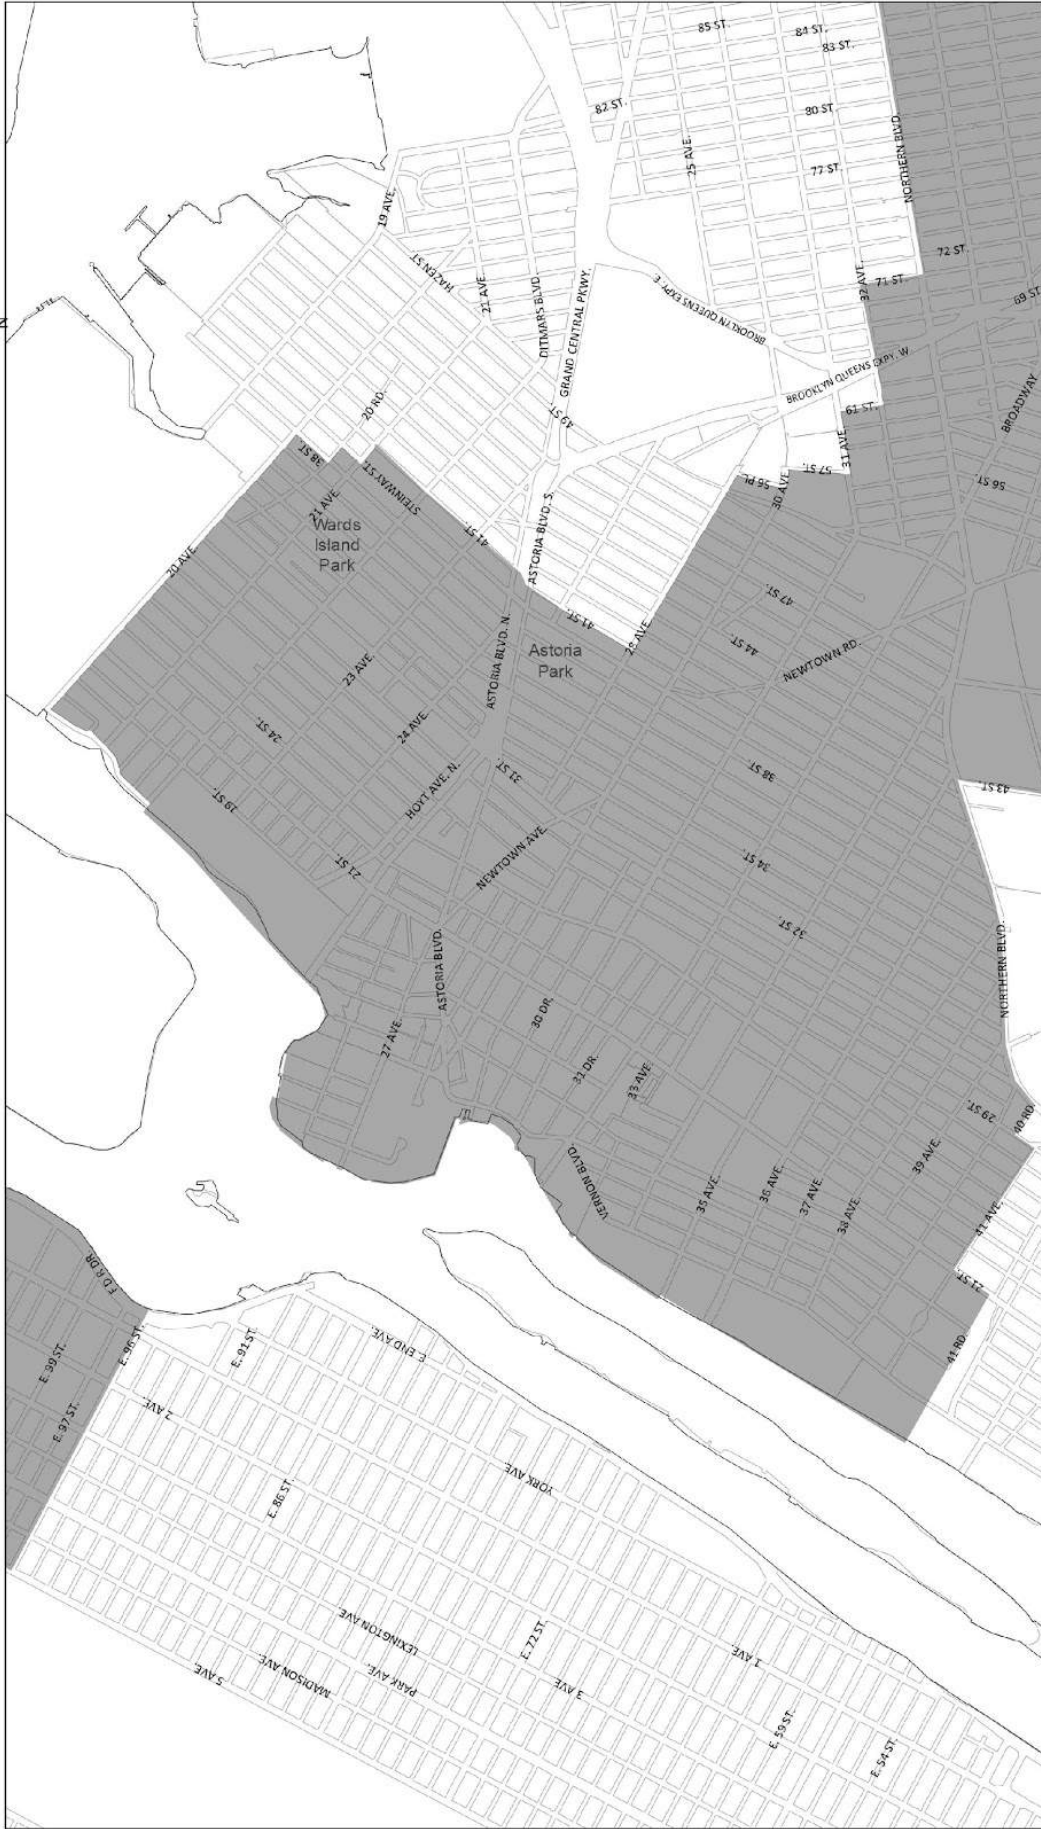 85 ST.
84 ST.
83 ST.
82 ST.
80 ST.
NORTHERN BLVD.
25 AVE.
77 ST.
19 AVE.
HAZEN ST
72 ST.
32 AVE.
71 ST.
21 AVE.
69 ST.
DITMARS BLVD.
GRAND CENTRAL PKWY.
BROOKLYN QUEENS EXPY. E.
N
BROOKLYN QUEENS EXPY. W.
20 RD.
49 ST.
61 ST.
BROADWAY
38 ST.
31 AVE.
STEINWAY ST.
57 ST.
56 PL.
30 AVE.
56 ST.
21 AVE.
Wards
Island
Park
41 ST.
ASTORIA BLVD. S.
20 AVE.
47 ST.
41 ST.
28 AVE.
44 ST.
ASTORIA BLVD. N.
Astoria
Park
NEWTOWN RD.
23 AVE.
24 ST.
24 AVE.
38 ST.
31 ST.
HOYT AVE. N.
43 ST.
19 ST.
21 ST.
NEWTOWN AVE.
34 ST.
32 ST.
ASTORIA BLVD.
NORTHERN BLVD.
30 DR.
27 AVE.
31 DR.
33 AVE.
29 ST.
40 RD.
39 AVE.
VERNON BLVD.
35 AVE.
36 AVE.
37 AVE.
38 AVE.
41 AVE.
21 ST.
F D R DR.
E. 96 ST.
E. 99 ST.
E. 91 ST.
E END AVE.
41 RD.
E. 97 ST.
2 AVE.
E. 86 ST.
YORK AVE.
LEXINGTON AVE.
E. 72 ST.
1 AVE.
5 AVE.
MADISON AVE.
PARK AVE.
3 AVE.
E. 59 ST.
E. 54 ST.